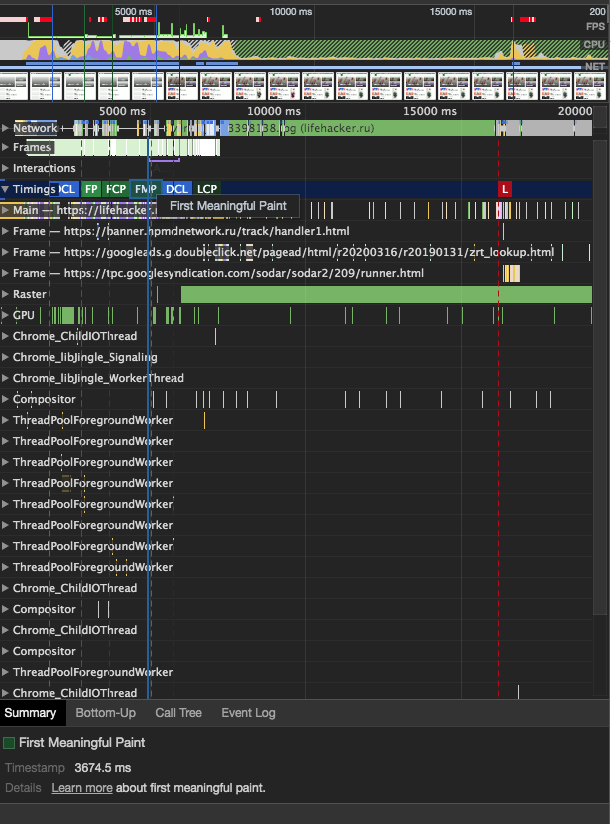 5000 ms 10000 ms 15000 ms 200
FPS
CPU
NET
5000 ms 10000 ms 15000 ms 20000
Network 3398138.jpg (lifehacker.ru)
Frames
Interactions
Timings DCL FP FCP FMP DCL LCP L
Main — https://lifehacker.r
First Meaningful Paint
Frame — https://banner.hpmdnetwork.ru/track/handler1.html
Frame — https://googleads.g.doubleclick.net/pagead/html/r20200316/r20190131/zrt_lookup.html
Frame — https://tpc.googlesyndication.com/sodar/sodar2/209/runner.html
Raster
GPU
Chrome_ChildIOThread
Chrome_libJingle_Signaling
Chrome_libJingle_WorkerThread
Compositor
ThreadPoolForegroundWorker
ThreadPoolForegroundWorker
ThreadPoolForegroundWorker
ThreadPoolForegroundWorker
ThreadPoolForegroundWorker
ThreadPoolForegroundWorker
ThreadPoolForegroundWorker
ThreadPoolForegroundWorker
Chrome_ChildIOThread
Compositor
Chrome_ChildIOThread
Compositor
ThreadPoolForegroundWorker
Chrome_ChildIOThread
Summary Bottom-Up Call Tree Event Log
First Meaningful Paint
Timestamp 3674.5 ms
Details Learn more about first meaningful paint.